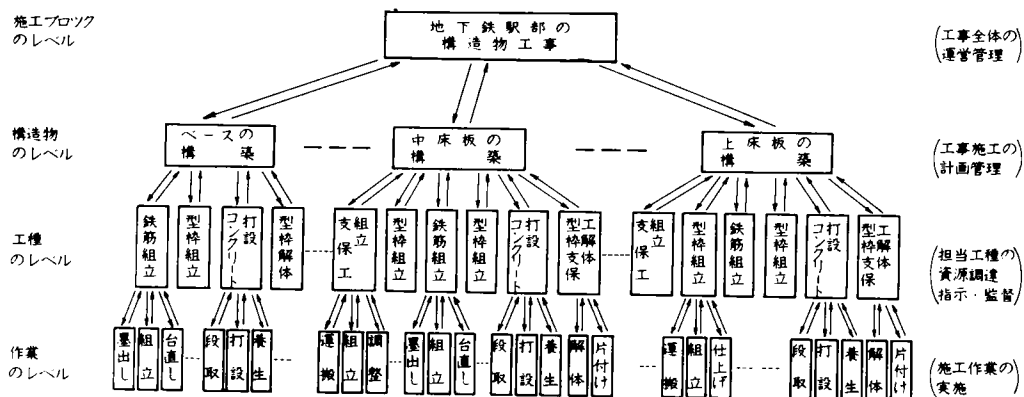 施工ブロック
のレベル
地下鉄駅部の
構造物工事
(工事全体の
運営管理)
構造物
のレベル
ベースの
構築
中床板の
構築
上床板の
構築
(工事施工の
計画管理)
工種
のレベル
鉄筋組立
型枠組立
コンクリート
打設
型枠解体
支保工
組立
型枠組立
鉄筋組立
型枠組立
コンクリート
打設
型枠支保
工解体
支保工
組立
型枠組立
鉄筋組立
型枠組立
コンクリート
打設
型枠支保
工解体
(担当工種の
資源調達
指示・監督)
作業
のレベル
墨出し
組立
台直し
段取
打設
養生
運搬
組立
調整
墨出し
組立
台直し
段取
打設
養生
解体
片付け
運搬
組立
仕上げ
段取
打設
養生
解体
片付け
(施工作業の
実施)